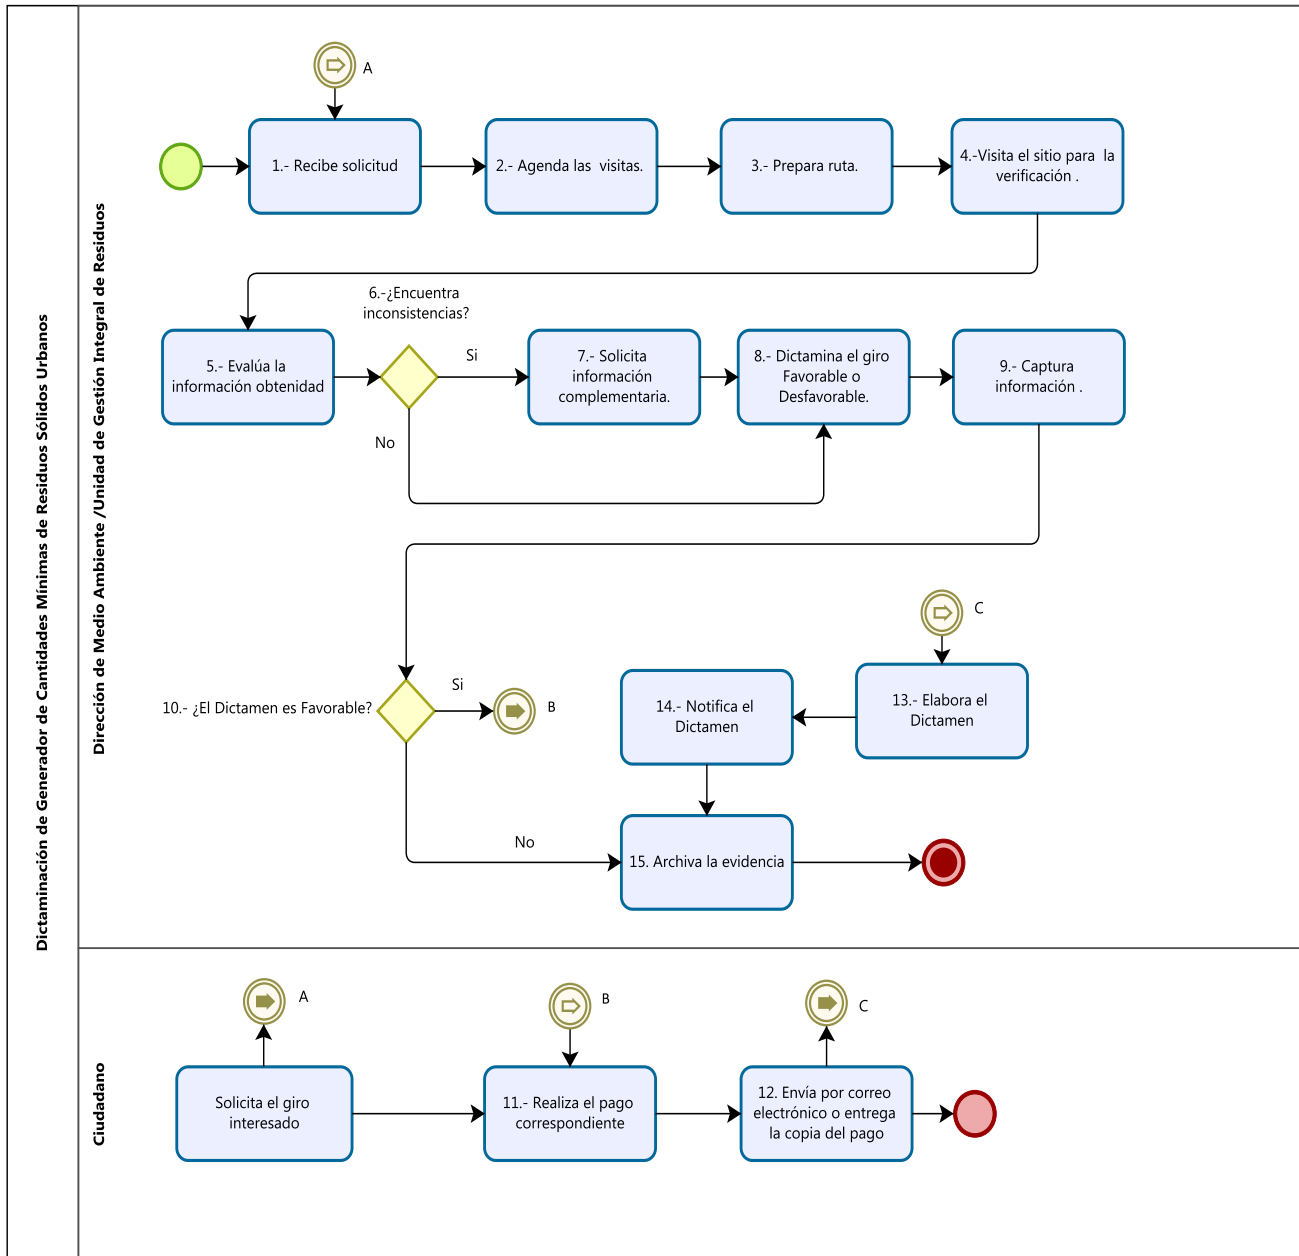 Dictaminación de Generador de Cantidades Mínimas de Residuos Sólidos Urbanos
Dirección de Medio Ambiente /Unidad de Gestión Integral de Residuos
A
1.- Recibe solicitud
2.- Agenda las visitas.
3.- Prepara ruta.
4.-Visita el sitio para la
verificación .
6.-¿Encuentra
inconsistencias?
5.- Evalúa la
información obtenidad
Si
No
7.- Solicita
información
complementaria.
8.- Dictamina el giro
Favorable o
Desfavorable.
9.- Captura
información .
10.- ¿El Dictamen es Favorable?
Si
B
C
14.- Notifica el
Dictamen
13.- Elabora el
Dictamen
No
15. Archiva la evidencia
Ciudadano
A
B
C
Solicita el giro
interesado
11.- Realiza el pago
correspondiente
12. Envía por correo
electrónico o entrega
la copia del pago